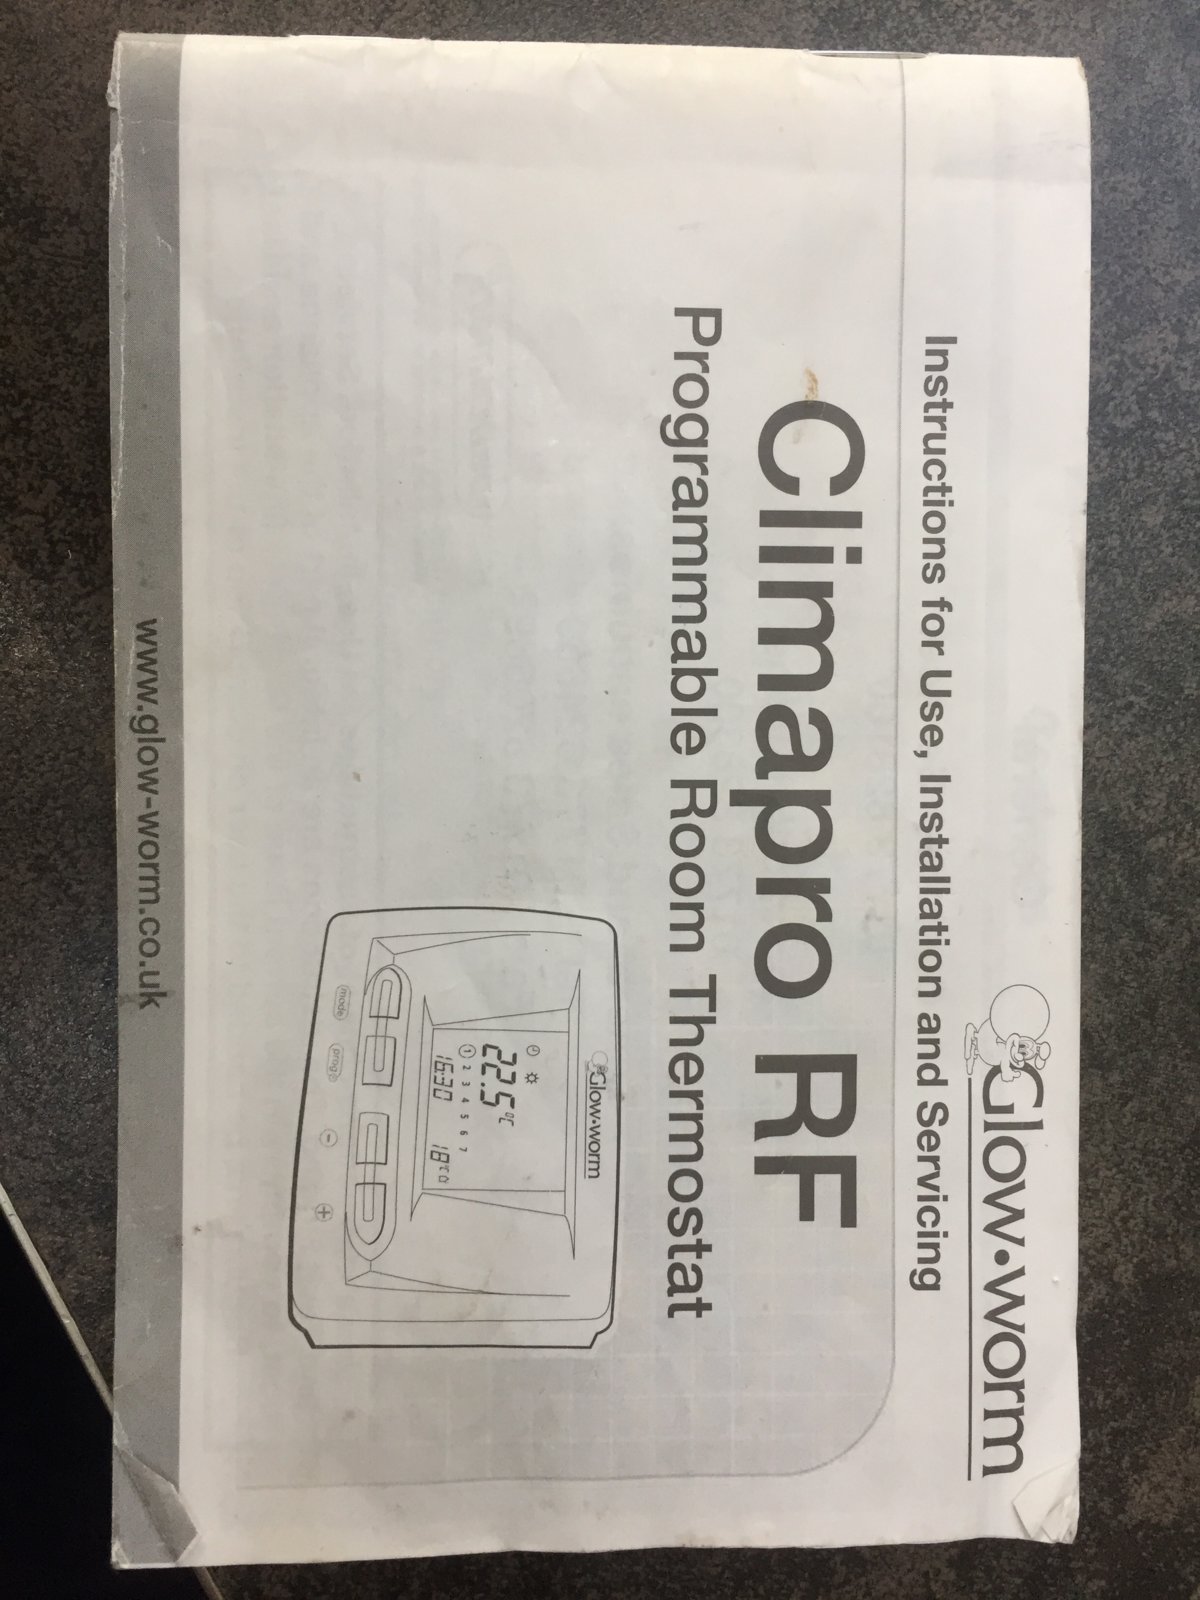 Glow•worm
Instructions for Use, Installation and Servicing
Climapro RF
Programmable Room Thermostat
Glow•worm
22.5°C
1 2 3 4 5 6 7
16:30 18°C
mode prog - +
www.glow-worm.co.uk